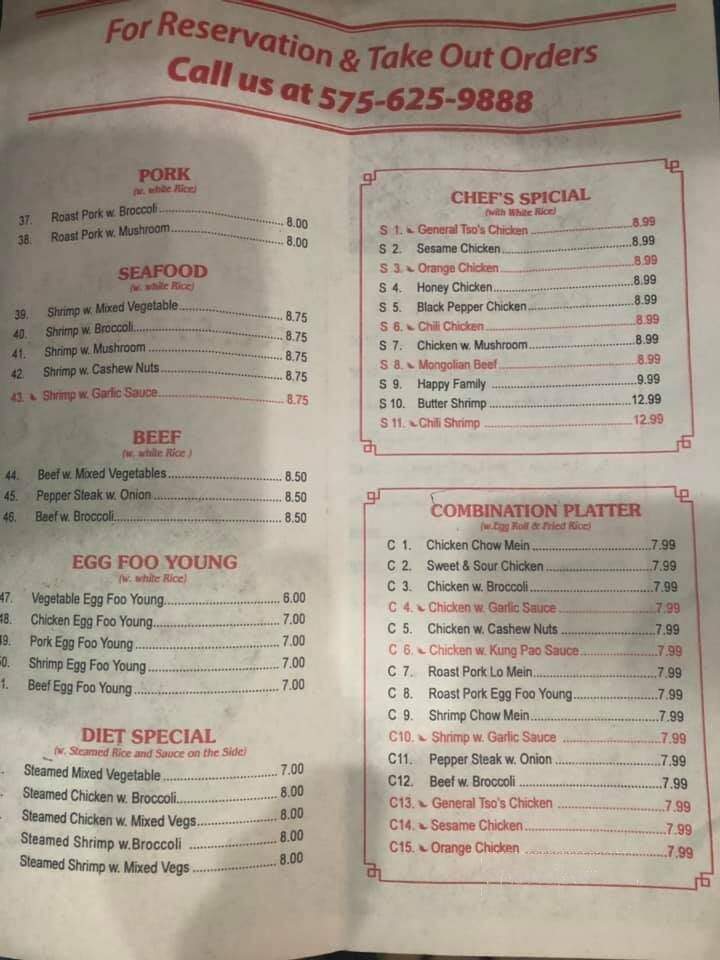 For Reservation & Take Out Orders
Call us at 575-625-9888
PORK
(w. white Rice)
37. Roast Pork w. Broccoli 8.00
38. Roast Pork w. Mushroom 8.00
SEAFOOD
(w. white Rice)
39. Shrimp w. Mixed Vegetable 8.75
40. Shrimp w. Broccoli 8.75
41. Shrimp w. Mushroom 8.75
42. Shrimp w. Cashew Nuts 8.75
43. Shrimp w. Garlic Sauce 8.75
BEEF
(w. white Rice )
44. Beef w. Mixed Vegetables 8.50
45. Pepper Steak w. Onion 8.50
46. Beef w. Broccoli 8.50
EGG FOO YOUNG
(w. white Rice)
47. Vegetable Egg Foo Young 6.00
48. Chicken Egg Foo Young 7.00
49. Pork Egg Foo Young 7.00
50. Shrimp Egg Foo Young 7.00
1. Beef Egg Foo Young 7.00
DIET SPECIAL
(w. Steamed Rice and Sauce on the Side)
Steamed Mixed Vegetable 7.00
Steamed Chicken w. Broccoli 8.00
Steamed Chicken w. Mixed Vegs 8.00
Steamed Shrimp w.Broccoli 8.00
Steamed Shrimp w. Mixed Vegs 8.00
CHEF'S SPICIAL
(with White Rice)
S 1. General Tso's Chicken 8.99
S 2. Sesame Chicken 8.99
S 3. Orange Chicken 8.99
S 4. Honey Chicken 8.99
S 5. Black Pepper Chicken 8.99
S 6. Chili Chicken 8.99
S 7. Chicken w. Mushroom 8.99
S 8. Mongolian Beef 8.99
S 9. Happy Family 9.99
S 10. Butter Shrimp 12.99
S 11. Chili Shrimp 12.99
COMBINATION PLATTER
(w.Egg Roll & Fried Rice)
C 1. Chicken Chow Mein 7.99
C 2. Sweet & Sour Chicken 7.99
C 3. Chicken w. Broccoli 7.99
C 4. Chicken w. Garlic Sauce 7.99
C 5. Chicken w. Cashew Nuts 7.99
C 6. Chicken w. Kung Pao Sauce 7.99
C 7. Roast Pork Lo Mein 7.99
C 8. Roast Pork Egg Foo Young 7.99
C 9. Shrimp Chow Mein 7.99
C10. Shrimp w. Garlic Sauce 7.99
C11. Pepper Steak w. Onion 7.99
C12. Beef w. Broccoli 7.99
C13. General Tso's Chicken 7.99
C14. Sesame Chicken 7.99
C15. Orange Chicken 7.99